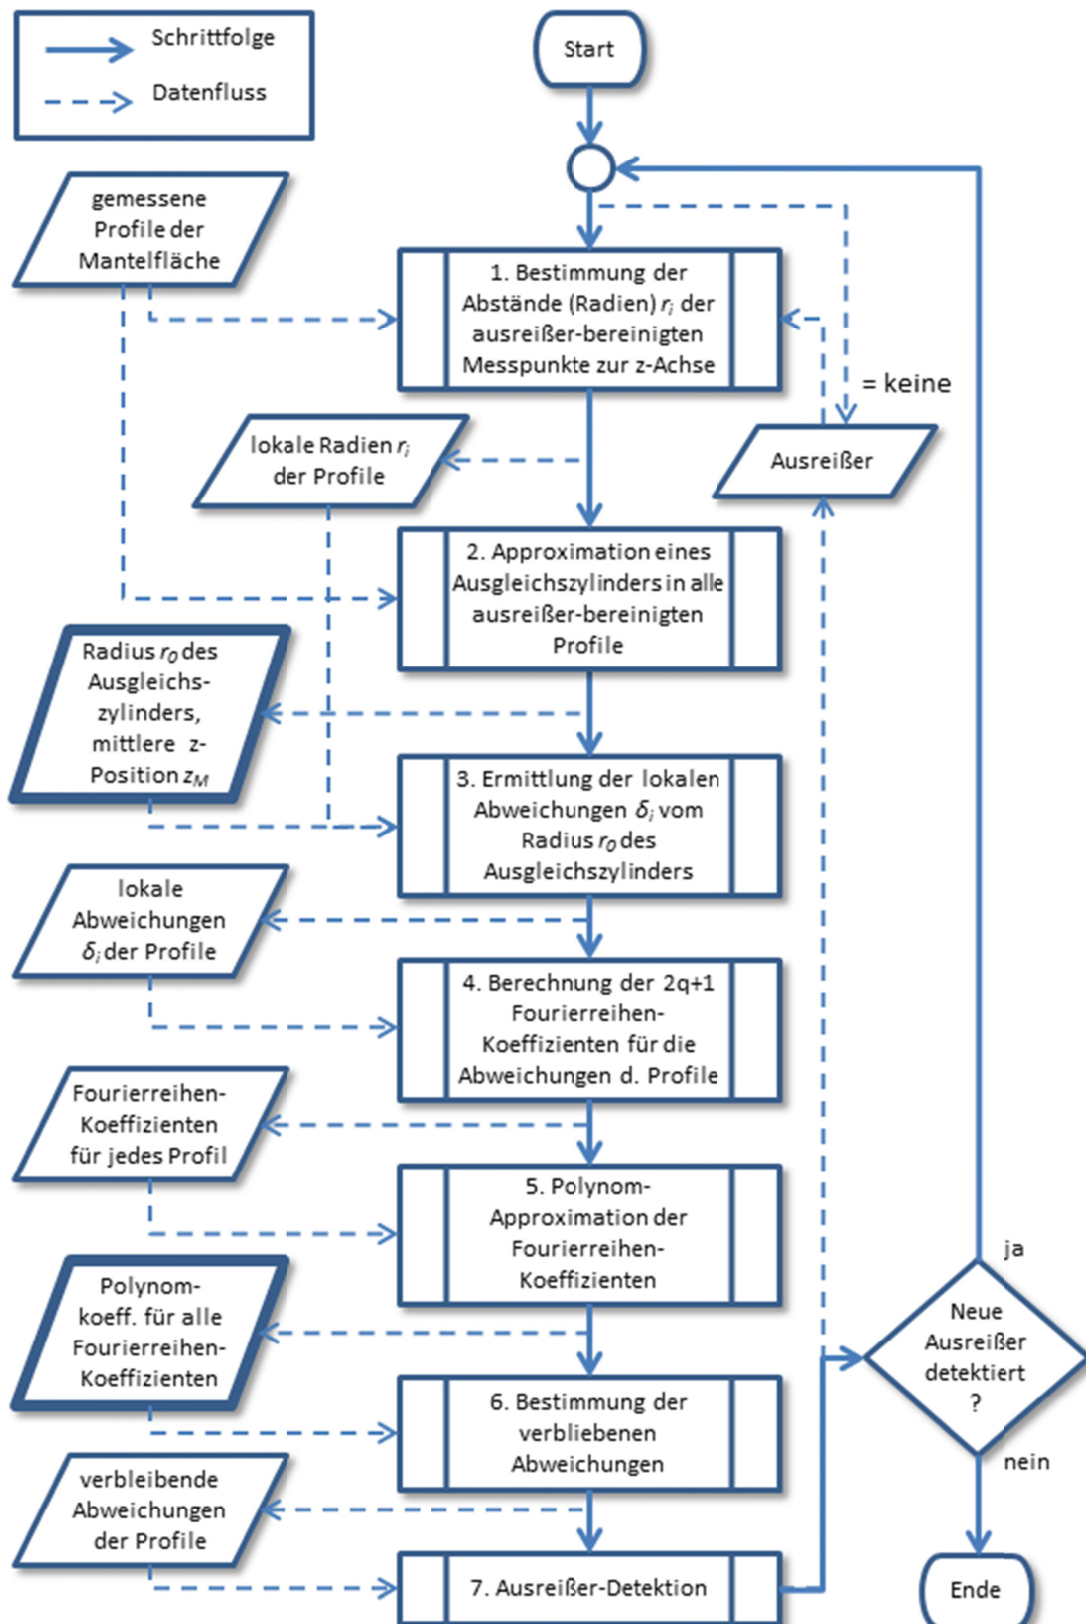 Schrittfolge
Datenfluss
Start
gemessene
Profile der
Mantelfläche
1. Bestimmung der
Abstände (Radien) rᵢ der
ausreißer-bereinigten
Messpunkte zur z-Achse
= keine
Ausreißer
lokale Radien rᵢ
der Profile
2. Approximation eines
Ausgleichszylinders in alle
ausreißer-bereinigten
Profile
Radius r₀ des
Ausgleichs-
zylinders,
mittlere z-
Position z_M
3. Ermittlung der lokalen
Abweichungen δᵢ vom
Radius r₀ des
Ausgleichszylinders
lokale
Abweichungen
δᵢ der Profile
4. Berechnung der 2q+1
Fourierreihen-
Koeffizienten für die
Abweichungen d. Profile
Fourierreihen-
Koeffizienten
für jedes Profil
5. Polynom-
Approximation der
Fourierreihen-
Koeffizienten
Polynom-
koeff. für alle
Fourierreihen-
Koeffizienten
6. Bestimmung der
verbliebenen
Abweichungen
verbleibende
Abweichungen
der Profile
7. Ausreißer-Detektion
ja
Neue
Ausreißer
detektiert
?
nein
Ende